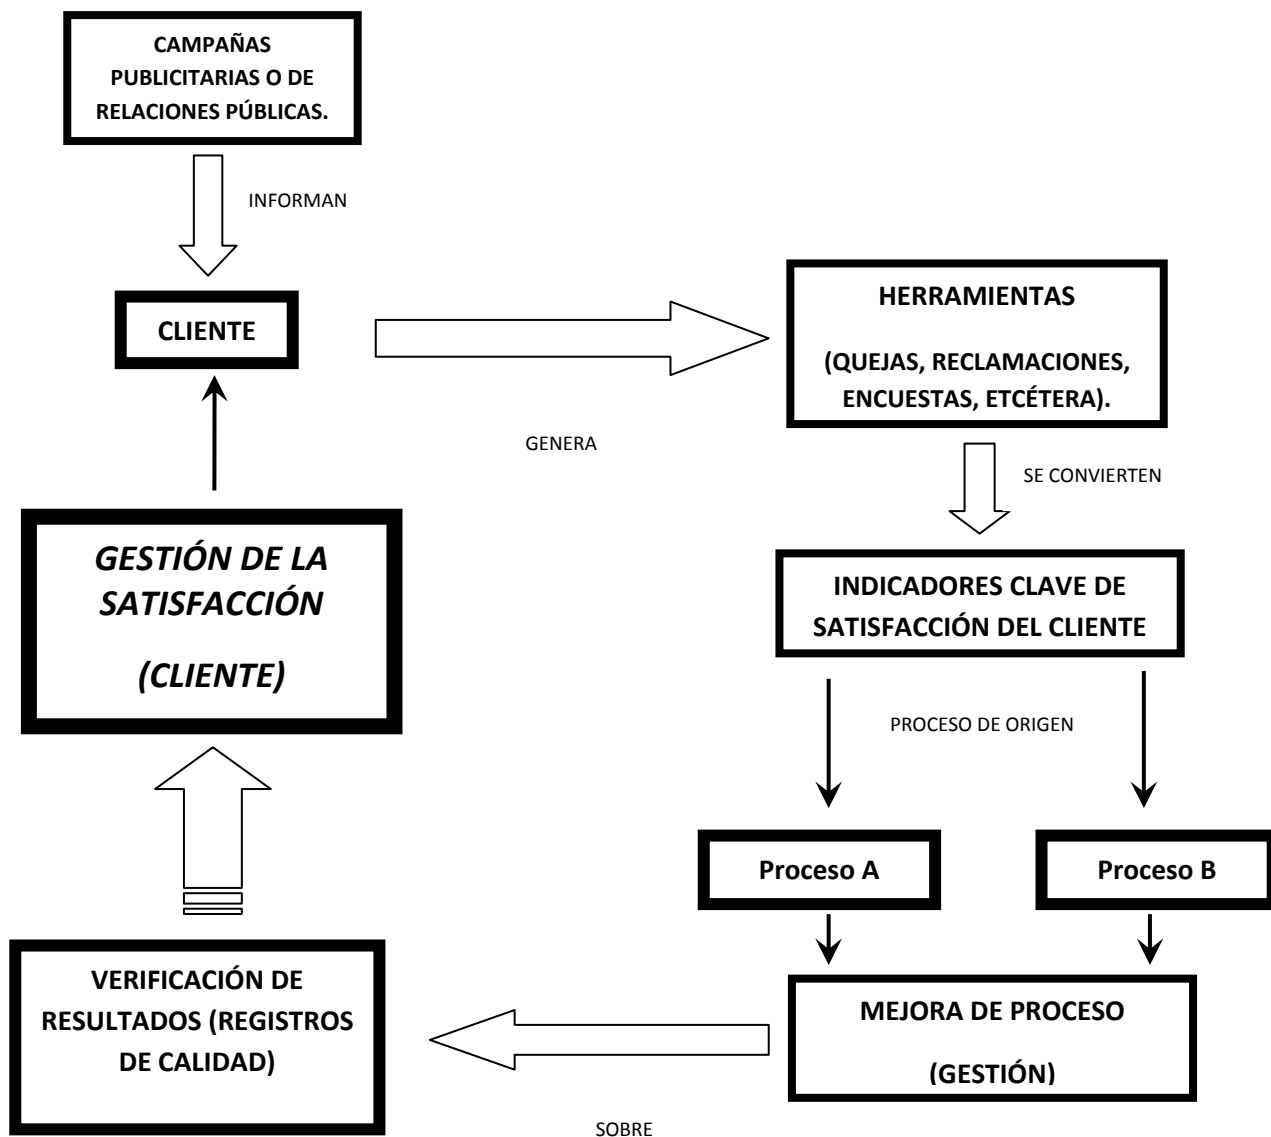 CAMPAÑAS
PUBLICITARIAS O DE
RELACIONES PÚBLICAS.
INFORMAN
CLIENTE
HERRAMIENTAS
(QUEJAS, RECLAMACIONES,
ENCUESTAS, ETCÉTERA).
GENERA
SE CONVIERTEN
GESTIÓN DE LA
SATISFACCIÓN
(CLIENTE)
INDICADORES CLAVE DE
SATISFACCIÓN DEL CLIENTE
PROCESO DE ORIGEN
Proceso A
Proceso B
VERIFICACIÓN DE
RESULTADOS (REGISTROS
DE CALIDAD)
MEJORA DE PROCESO
(GESTIÓN)
SOBRE